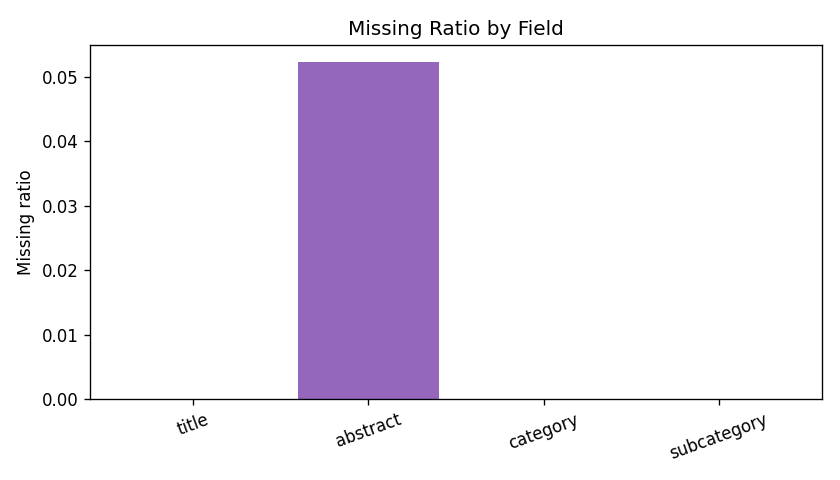 Missing Ratio by Field
Missing ratio
0.05
0.04
0.03
0.02
0.01
0.00
title
abstract
category
subcategory